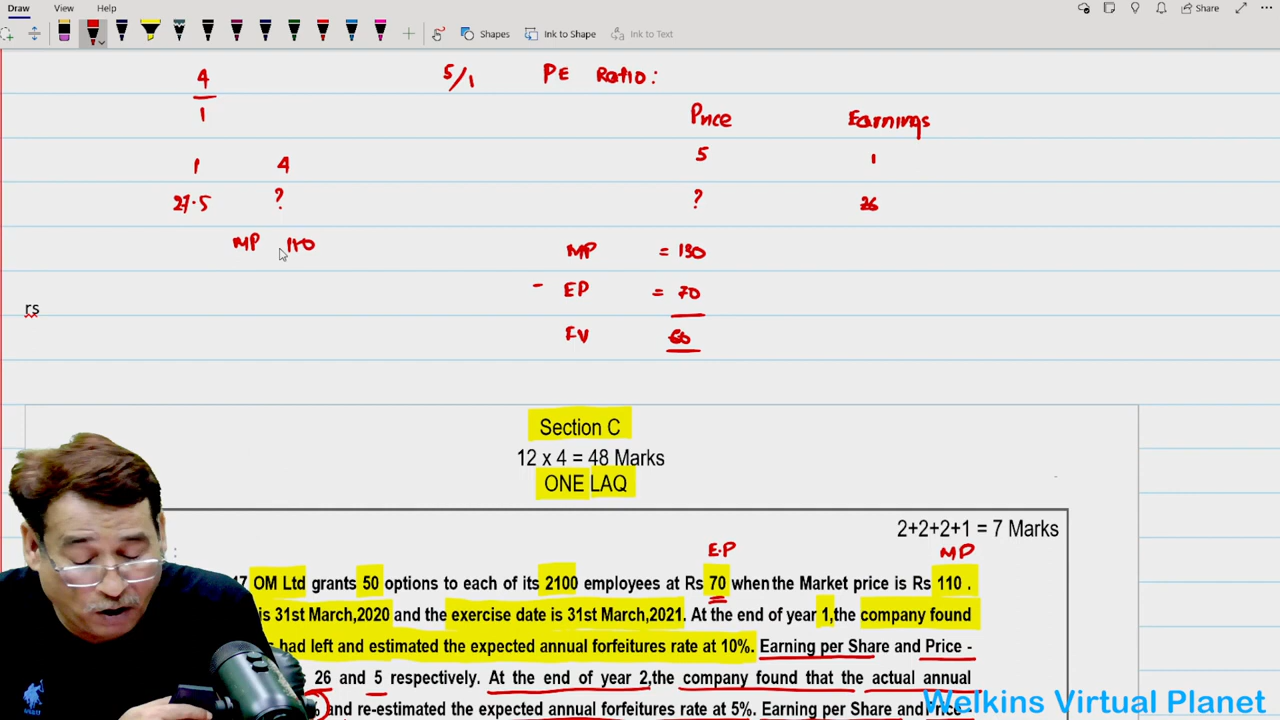 Draw View Help
Share
Shapes Ink to Shape Ink to Text
4 5/1 PE Ratio:
1 Price Earnings
1 4 5 1
27.5 ? ? 26
MP 110 MP = 130
- EP = 70
rs
FV 60
Section C
12 x 4 = 48 Marks
ONE LAQ
2+2+2+1 = 7 Marks
E.P MP
17 OM Ltd grants 50 options to each of its 2100 employees at Rs 70 when the Market price is Rs 110 .
is 31st March,2020 and the exercise date is 31st March,2021. At the end of year 1,the company found
had left and estimated the expected annual forfeitures rate at 10%. Earning per Share and Price -
26 and 5 respectively. At the end of year 2,the company found that the actual annual
% and re-estimated the expected annual forfeitures rate at 5%. Earning per Share and Price -
Welkins Virtual Planet